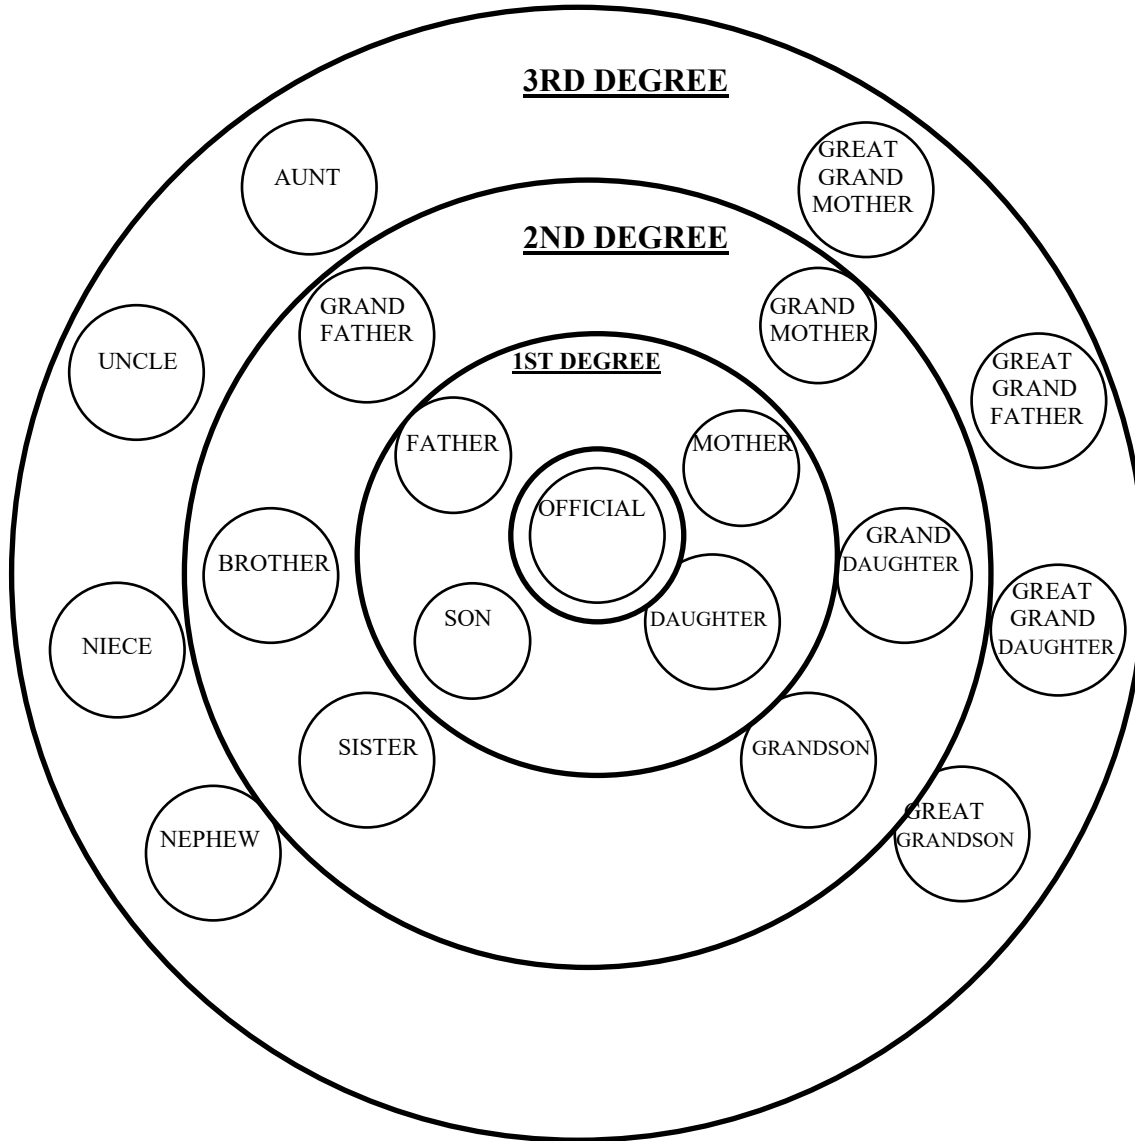 3RD DEGREE
AUNT
GREAT
GRAND
MOTHER
2ND DEGREE
GRAND
FATHER
GRAND
MOTHER
UNCLE
1ST DEGREE
GREAT
GRAND
FATHER
FATHER
MOTHER
OFFICIAL
BROTHER
GRAND
DAUGHTER
SON
DAUGHTER
NIECE
GREAT
GRAND
DAUGHTER
SISTER
GRANDSON
NEPHEW
GREAT
GRANDSON